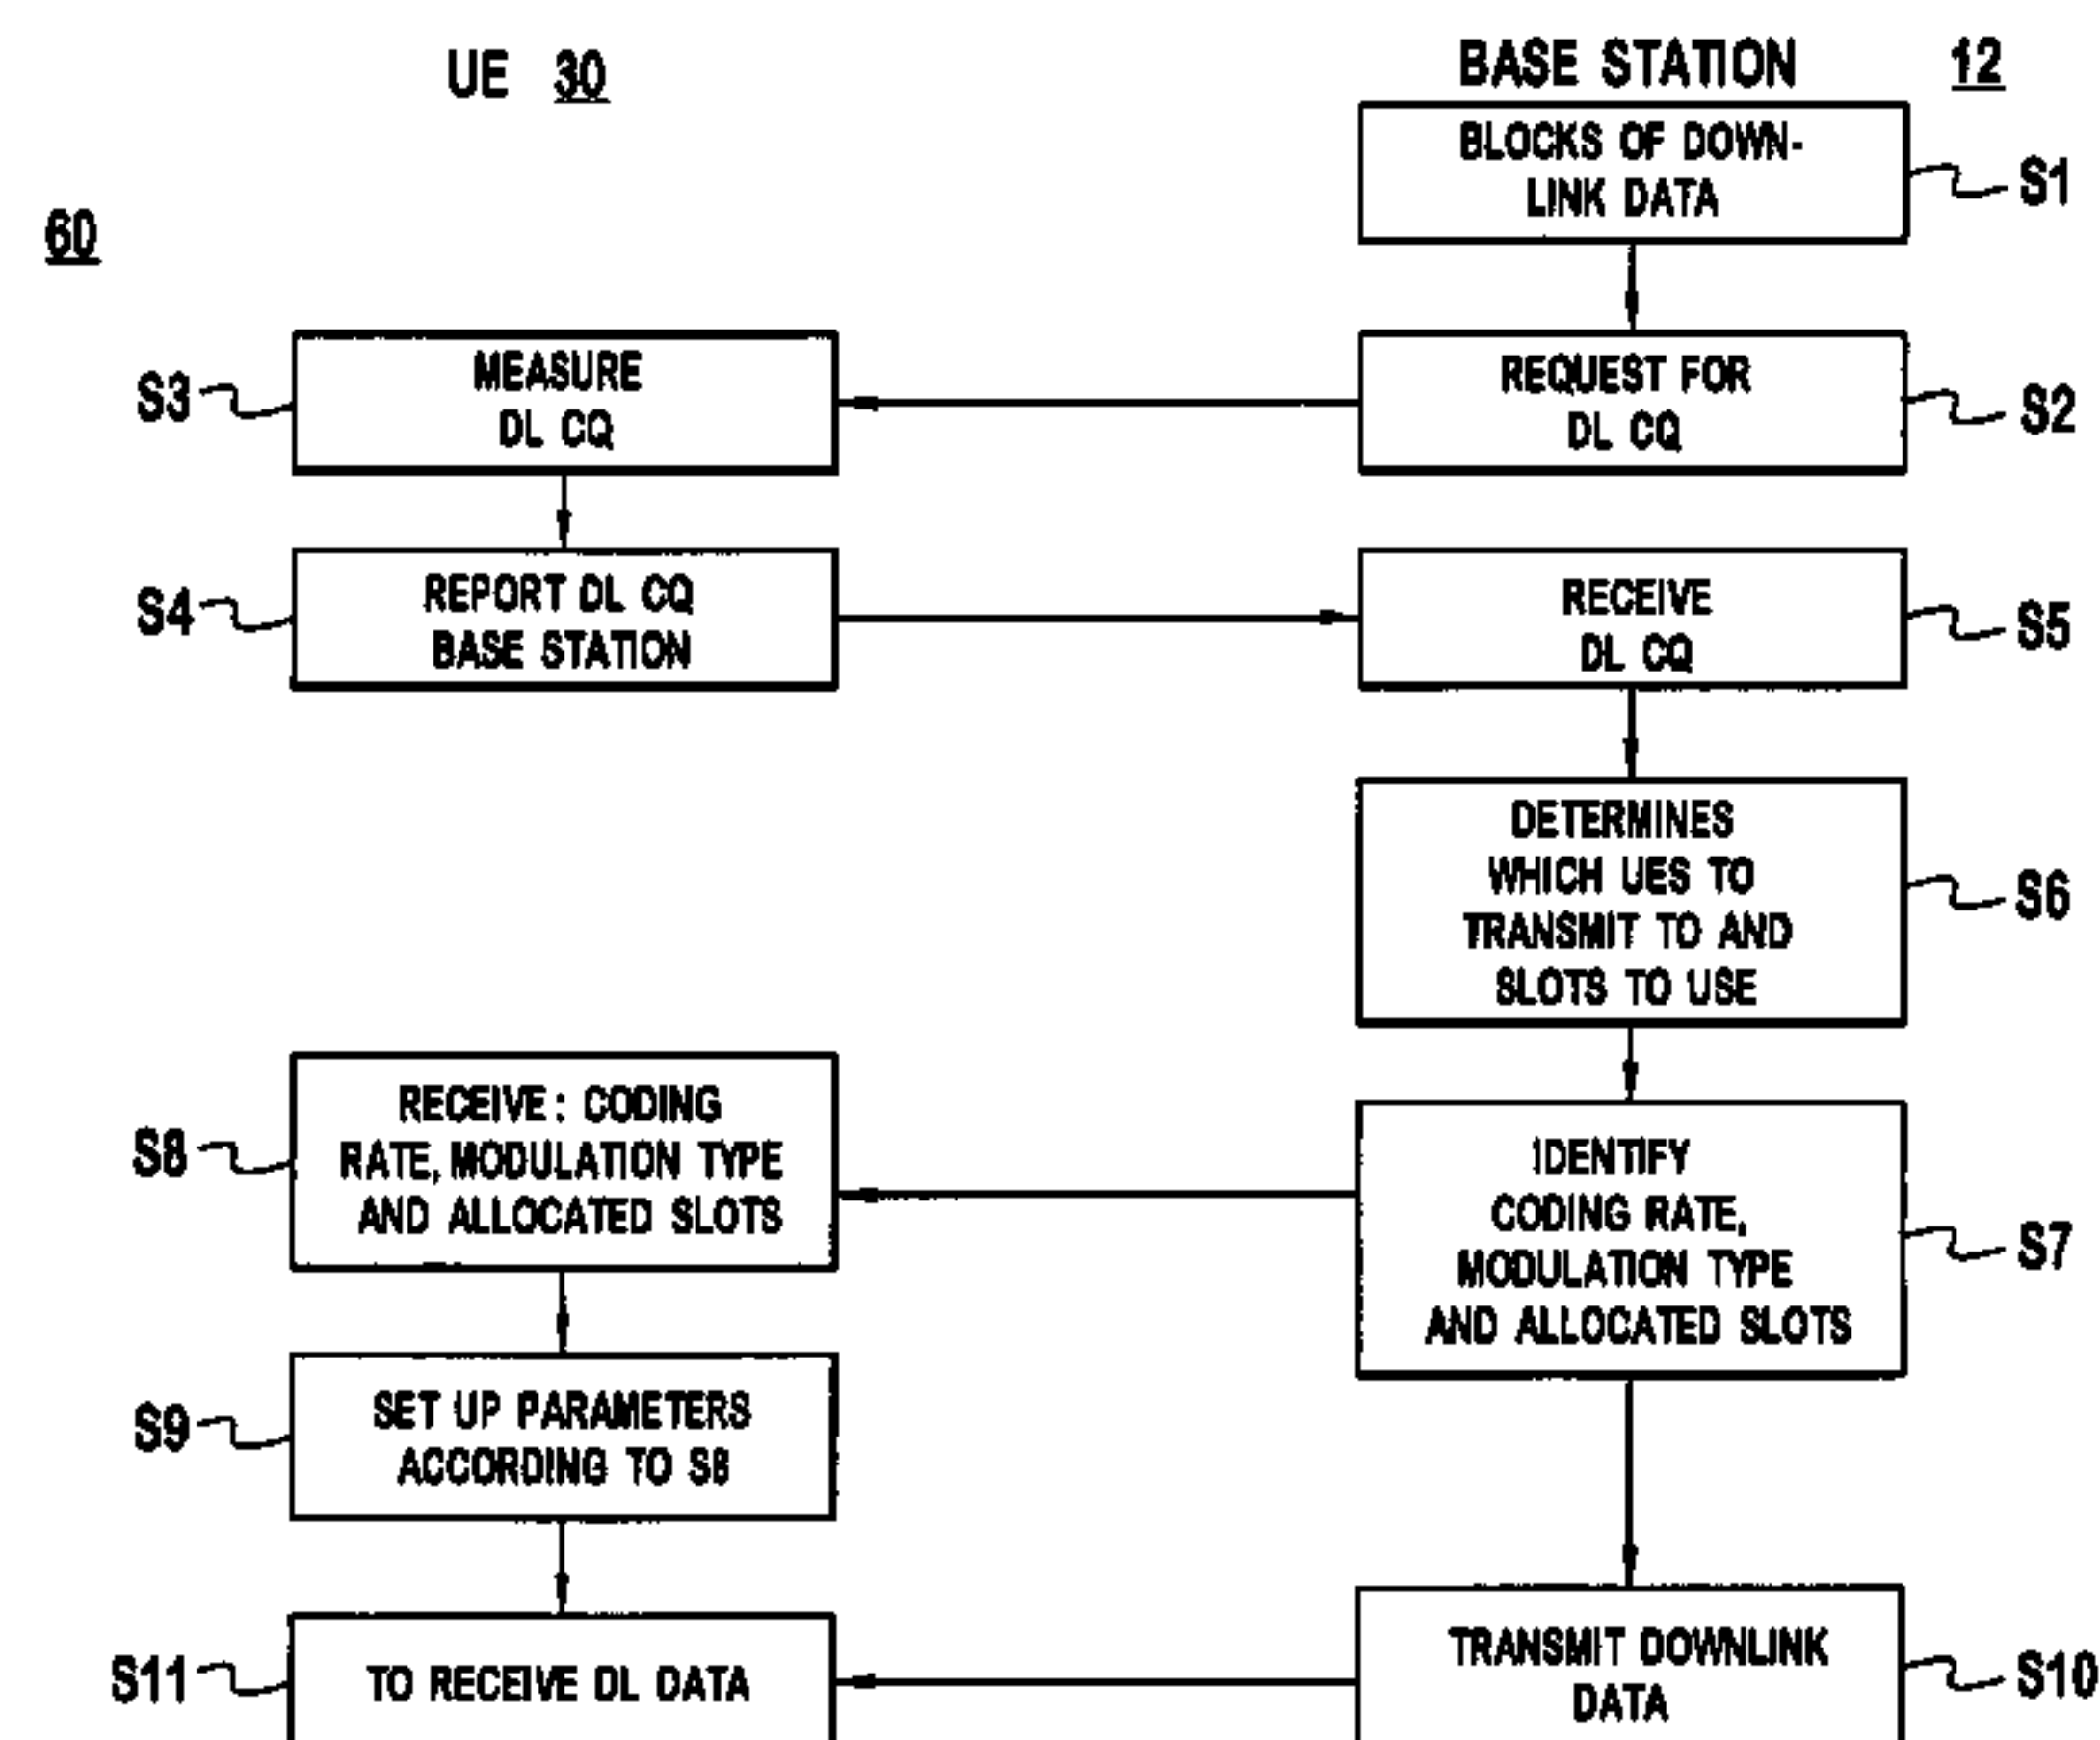 UE 30
BASE STATION 12
60
BLOCKS OF DOWN-
LINK DATA
S1
S3
MEASURE
DL CQ
REQUEST FOR
DL CQ
S2
S4
REPORT DL CQ
BASE STATION
RECEIVE
DL CQ
S5
DETERMINES
WHICH UES TO
TRANSMIT TO AND
SLOTS TO USE
S6
S8
RECEIVE: CODING
RATE, MODULATION TYPE
AND ALLOCATED SLOTS
IDENTIFY
CODING RATE,
MODULATION TYPE
AND ALLOCATED SLOTS
S7
S9
SET UP PARAMETERS
ACCORDING TO S8
S11
TO RECEIVE DL DATA
TRANSMIT DOWNLINK
DATA
S10